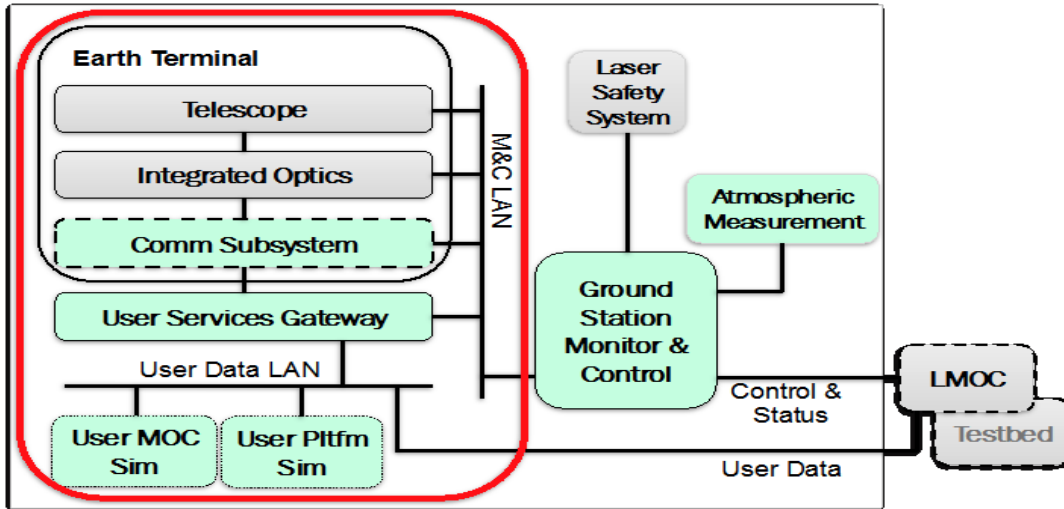 Earth Terminal
Telescope
Integrated Optics
Comm Subsystem
User Services Gateway
User Data LAN
User MOC
Sim
User Pltfm
Sim
M&C LAN
Laser
Safety
System
Atmospheric
Measurement
Ground
Station
Monitor &
Control
Control &
Status
User Data
LMOC
Testbed